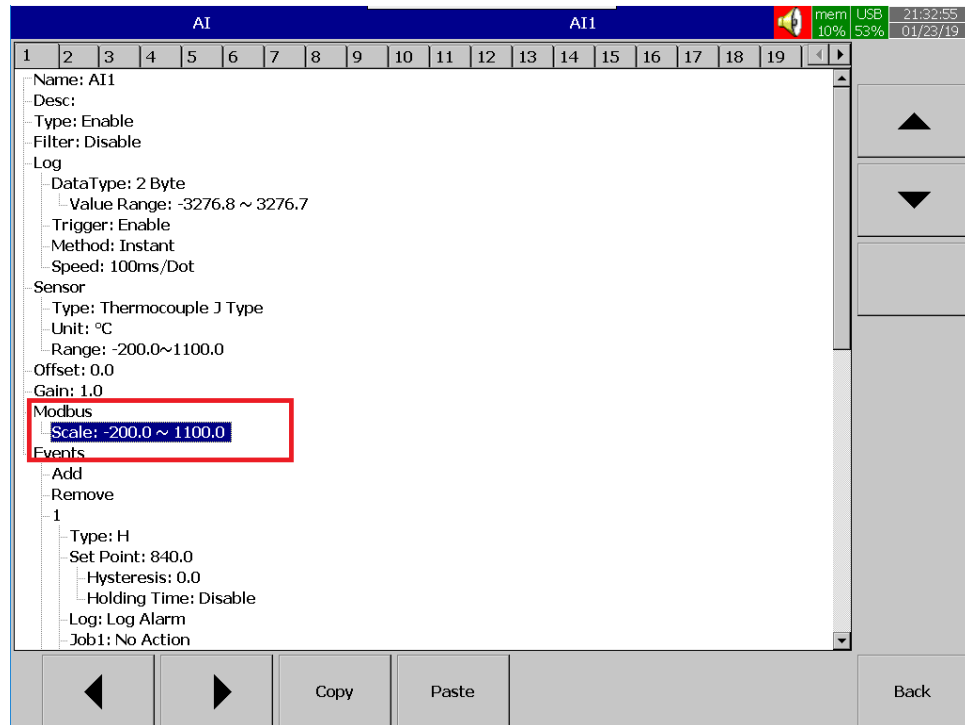 AI AI1 mem USB 21:32:55
10% 53% 01/23/19
1 2 3 4 5 6 7 8 9 10 11 12 13 14 15 16 17 18 19
Name: AI1
Desc:
Type: Enable
Filter: Disable
Log
DataType: 2 Byte
Value Range: -3276.8 ~ 3276.7
Trigger: Enable
Method: Instant
Speed: 100ms/Dot
Sensor
Type: Thermocouple J Type
Unit: °C
Range: -200.0~1100.0
Offset: 0.0
Gain: 1.0
Modbus
Scale: -200.0 ~ 1100.0
Events
Add
Remove
1
Type: H
Set Point: 840.0
Hysteresis: 0.0
Holding Time: Disable
Log: Log Alarm
Job1: No Action
Copy Paste Back